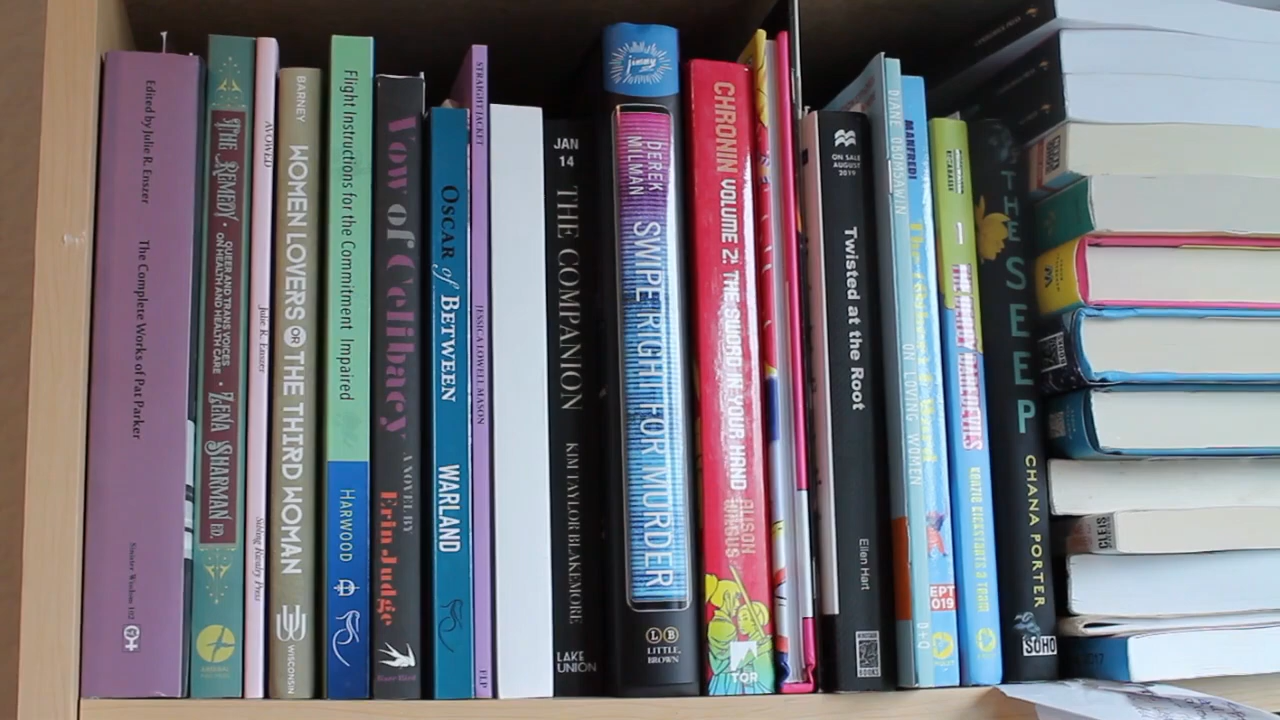 Edited by Julie R. Enszer
The Complete Works of Pat Parker
Sinister Wisdom 102
THE REMEDY
QUEER AND TRANS VOICES
ON HEALTH AND HEALTH CARE
ZENA SHARMAN ED.
AVOWED
Julie R. Enszer
Sibling Rivalry Press
BARNEY
WOMEN LOVERS OR THE THIRD WOMAN
WISCONSIN
Flight Instructions for the Commitment Impaired
HARWOOD
Vow of Celibacy
A NOVEL BY
Erin Judge
OSCAR of BETWEEN
WARLAND
STRAIGHT JACKET
JESSICA LOWELL MASON
JAN
14
THE COMPANION
KIM TAYLOR BLAKEMORE
LAKE
UNION
jimmy
DEREK
MILMAN
SWIPE RIGHT FOR MURDER
LB
LITTLE,
BROWN
CHRONIN VOLUME 2: THE SWORD IN YOUR HAND
ALISON
WILGUS
TOR
ON SALE
AUGUST
2019
Twisted at the Root
Ellen Hart
DIANE OBOMSAWIN
ON LOVING WOMEN
D+Q
MANFREDI
THE SEEP
CHANA PORTER
SOHO